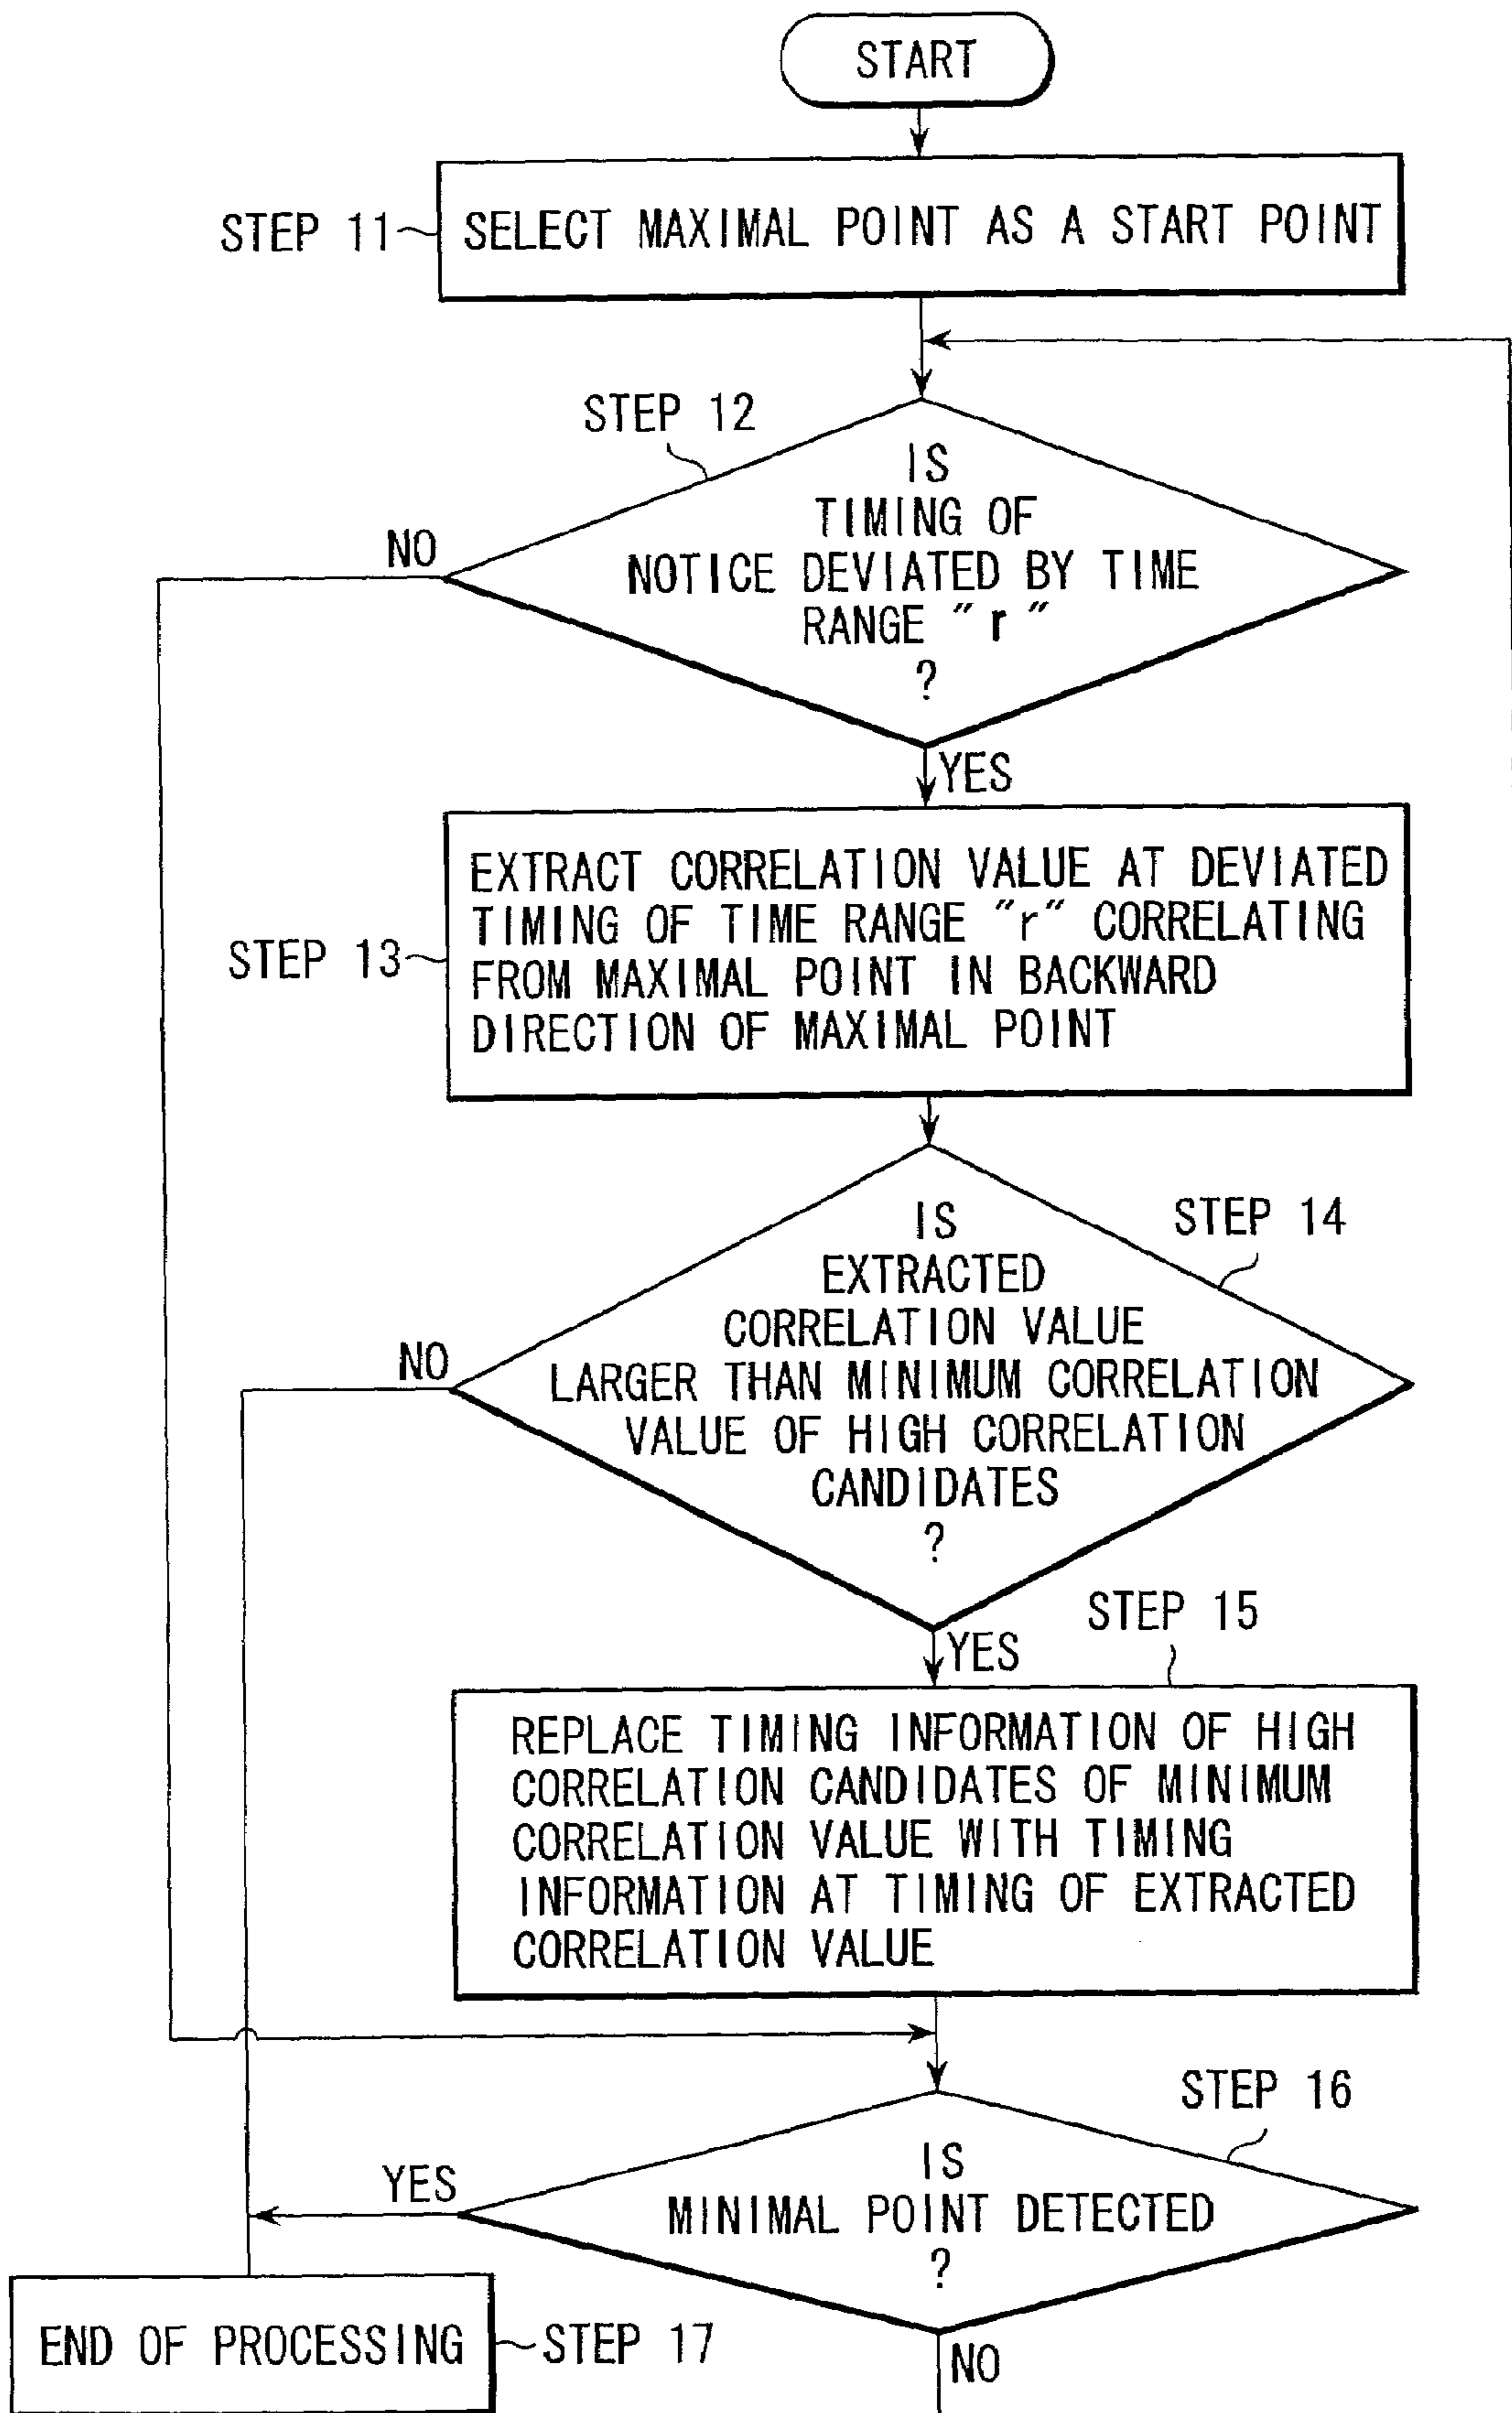 START
STEP 11
SELECT MAXIMAL POINT AS A START POINT
STEP 12
IS
TIMING OF
NOTICE DEVIATED BY TIME
RANGE "r"
?
NO
YES
STEP 13
EXTRACT CORRELATION VALUE AT DEVIATED
TIMING OF TIME RANGE "r" CORRELATING
FROM MAXIMAL POINT IN BACKWARD
DIRECTION OF MAXIMAL POINT
STEP 14
IS
EXTRACTED
CORRELATION VALUE
LARGER THAN MINIMUM CORRELATION
VALUE OF HIGH CORRELATION
CANDIDATES
?
NO
YES
STEP 15
REPLACE TIMING INFORMATION OF HIGH
CORRELATION CANDIDATES OF MINIMUM
CORRELATION VALUE WITH TIMING
INFORMATION AT TIMING OF EXTRACTED
CORRELATION VALUE
STEP 16
IS
MINIMAL POINT DETECTED
?
YES
NO
END OF PROCESSING
STEP 17